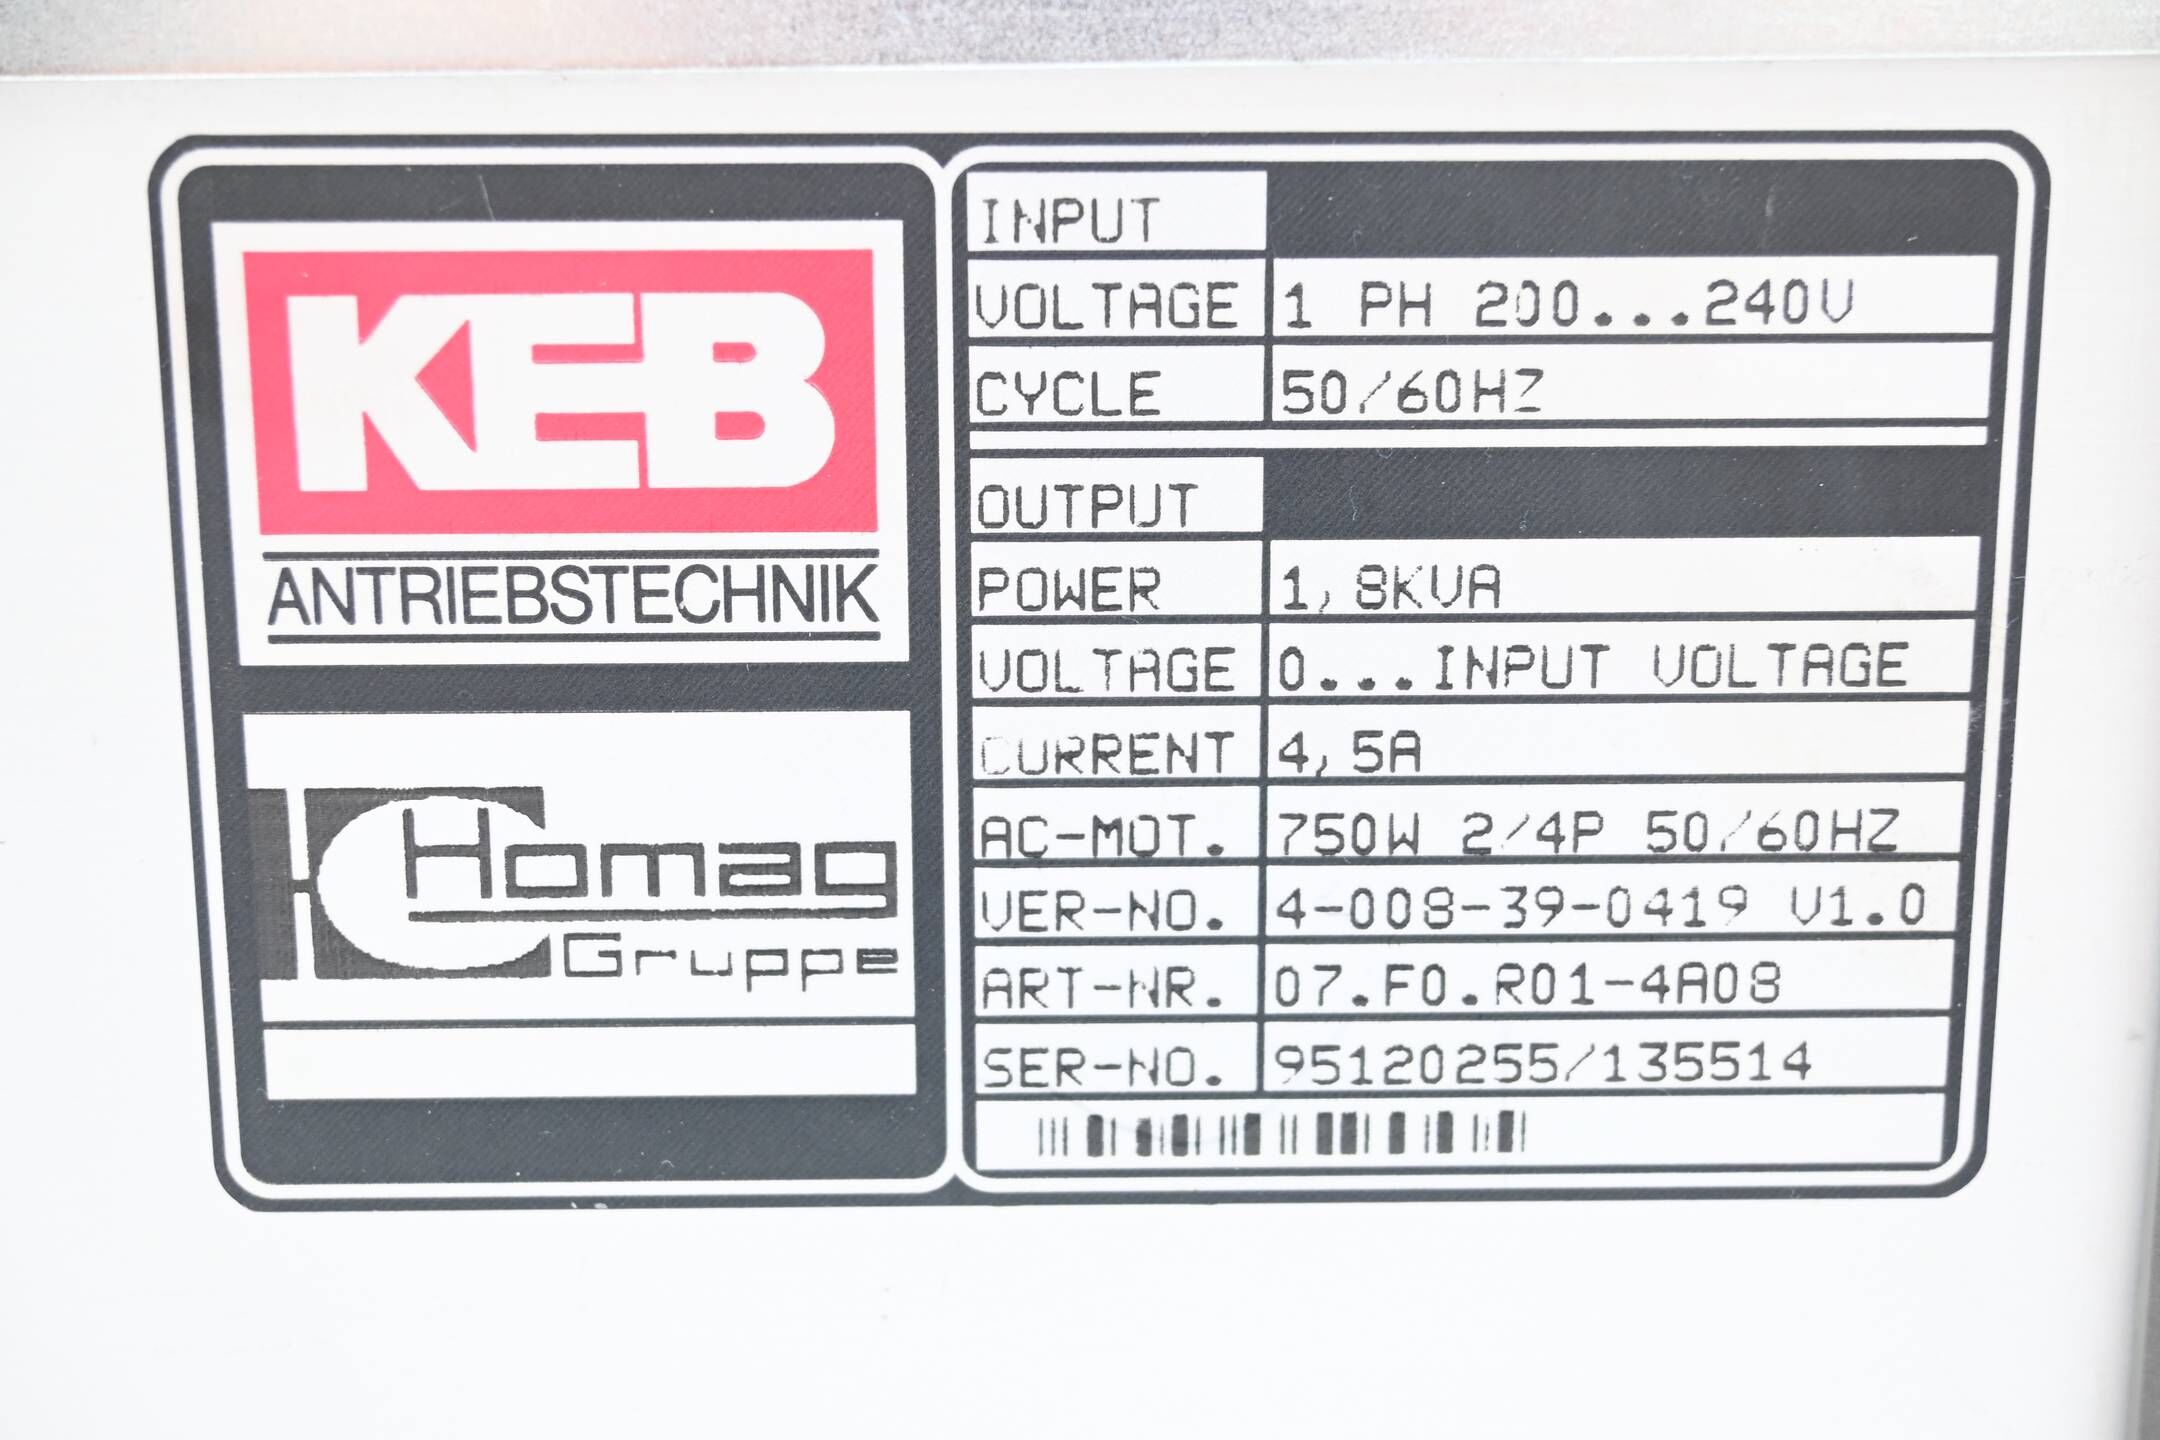 KEB
ANTRIEBSTECHNIK
Homag
Gruppe
INPUT
VOLTAGE 1 PH 200...240V
CYCLE 50/60HZ
OUTPUT
POWER 1,8KVA
VOLTAGE 0...INPUT VOLTAGE
CURRENT 4,5A
AC-MOT. 750W 2/4P 50/60HZ
VER-NO. 4-008-39-0419 V1.0
ART-NR. 07.F0.R01-4A08
SER-NO. 95120255/135514